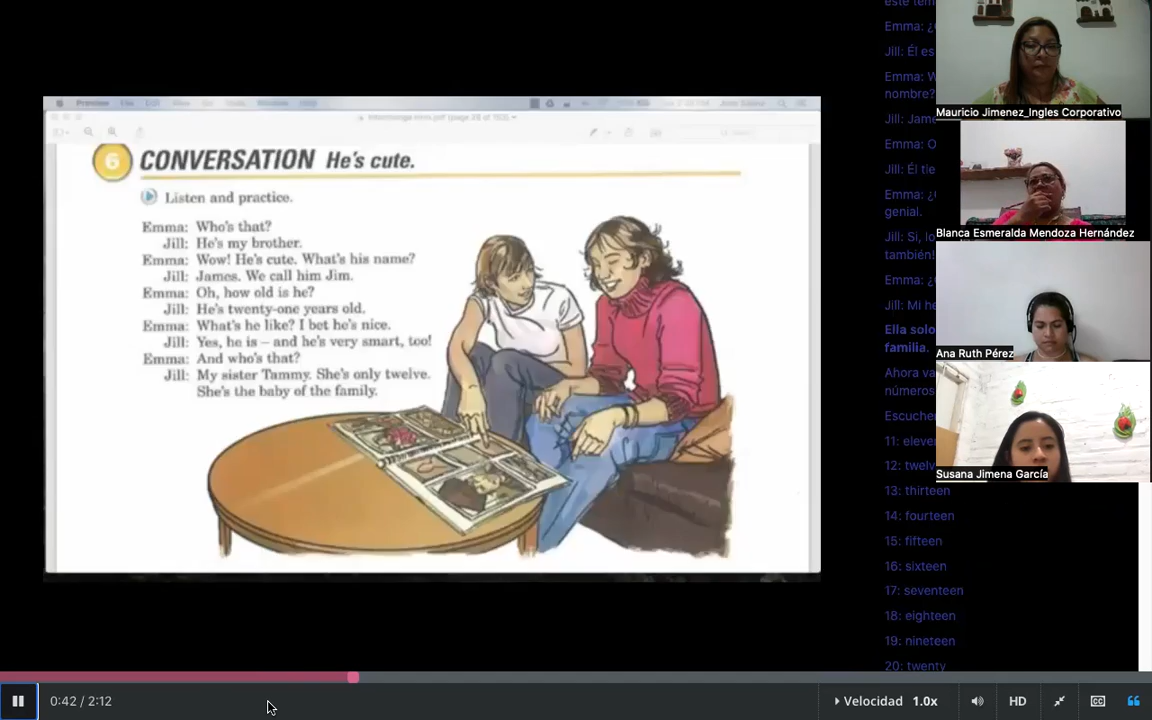 6 CONVERSATION He's cute.
Listen and practice.
Emma: Who's that?
Jill: He's my brother.
Emma: Wow! He's cute. What's his name?
Jill: James. We call him Jim.
Emma: Oh, how old is he?
Jill: He's twenty-one years old.
Emma: What's he like? I bet he's nice.
Jill: Yes, he is – and he's very smart, too!
Emma: And who's that?
Jill: My sister Tammy. She's only twelve.
She's the baby of the family.
Emma: ¿
Jill: Él es
Emma: W
nombre?
Jill: Jame
Emma: O
Jill: Él tie
Emma: ¿
genial.
Jill: Si, lo
también!
Emma: ¿
Jill: Mi he
Ella solo
familia.
Ahora va
números
Escuche
11: eleve
12: twelv
13: thirteen
14: fourteen
15: fifteen
16: sixteen
17: seventeen
18: eighteen
19: nineteen
20: twenty
Mauricio Jimenez_Ingles Corporativo
Blanca Esmeralda Mendoza Hernández
Ana Ruth Pérez
Susana Jimena García
0:42 / 2:12
Velocidad 1.0x
HD